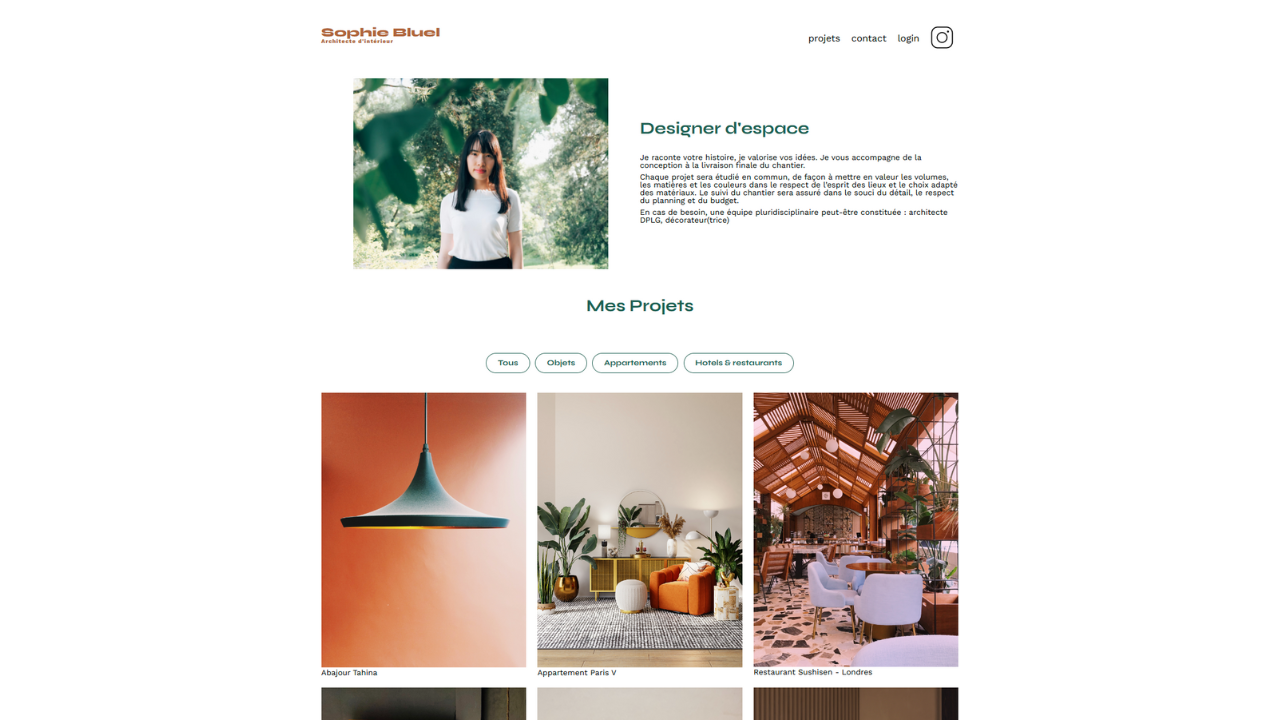 Sophie Bluel
Architecte d'intérieur
projets contact login
Designer d'espace
Je raconte votre histoire, je valorise vos idées. Je vous accompagne de la
conception à la livraison finale du chantier.
Chaque projet sera étudié en commun, de façon à mettre en valeur les volumes,
les matières et les couleurs dans le respect de l'esprit des lieux et le choix adapté
des matériaux. Le suivi du chantier sera assuré dans le souci du détail, le respect
du planning et du budget.
En cas de besoin, une équipe pluridisciplinaire peut-être constituée : architecte
DPLG, décorateur(trice)
Mes Projets
Tous Objets Appartements Hotels & restaurants
Abajour Tahina
Appartement Paris V
Restaurant Sushisen - Londres